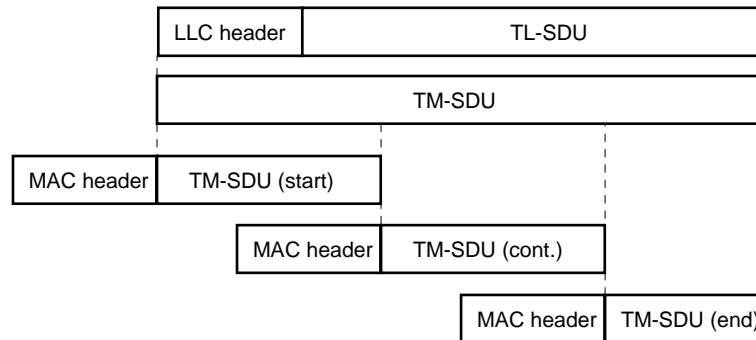 LLC header TL-SDU
TM-SDU
MAC header TM-SDU (start)
MAC header TM-SDU (cont.)
MAC header TM-SDU (end)